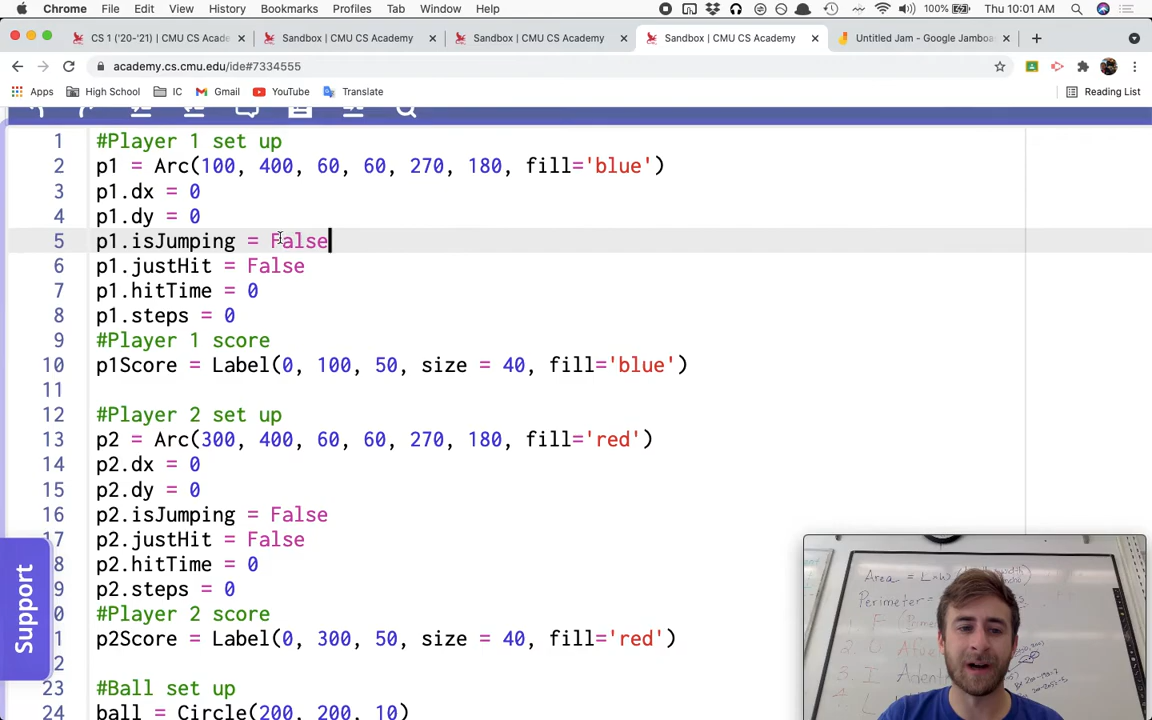 Chrome File Edit View History Bookmarks Profiles Tab Window Help 100% Thu 10:01 AM
CS 1 ('20-'21) | CMU CS Acade Sandbox | CMU CS Academy Sandbox | CMU CS Academy Sandbox | CMU CS Academy Untitled Jam - Google Jamboa
academy.cs.cmu.edu/ide#7334555
Apps High School IC Gmail YouTube Translate Reading List
1 #Player 1 set up
2 p1 = Arc(100, 400, 60, 60, 270, 180, fill='blue')
3 p1.dx = 0
4 p1.dy = 0
5 p1.isJumping = False
6 p1.justHit = False
7 p1.hitTime = 0
8 p1.steps = 0
9 #Player 1 score
10 p1Score = Label(0, 100, 50, size = 40, fill='blue')
11
12 #Player 2 set up
13 p2 = Arc(300, 400, 60, 60, 270, 180, fill='red')
14 p2.dx = 0
15 p2.dy = 0
16 p2.isJumping = False
17 p2.justHit = False
8 p2.hitTime = 0
9 p2.steps = 0
0 #Player 2 score
1 p2Score = Label(0, 300, 50, size = 40, fill='red')
2
23 #Ball set up
24 ball = Circle(200, 200, 10)
Support
Area = L×W
Perimeter =
1. F
2. U Afue
3. I Adent
4. L